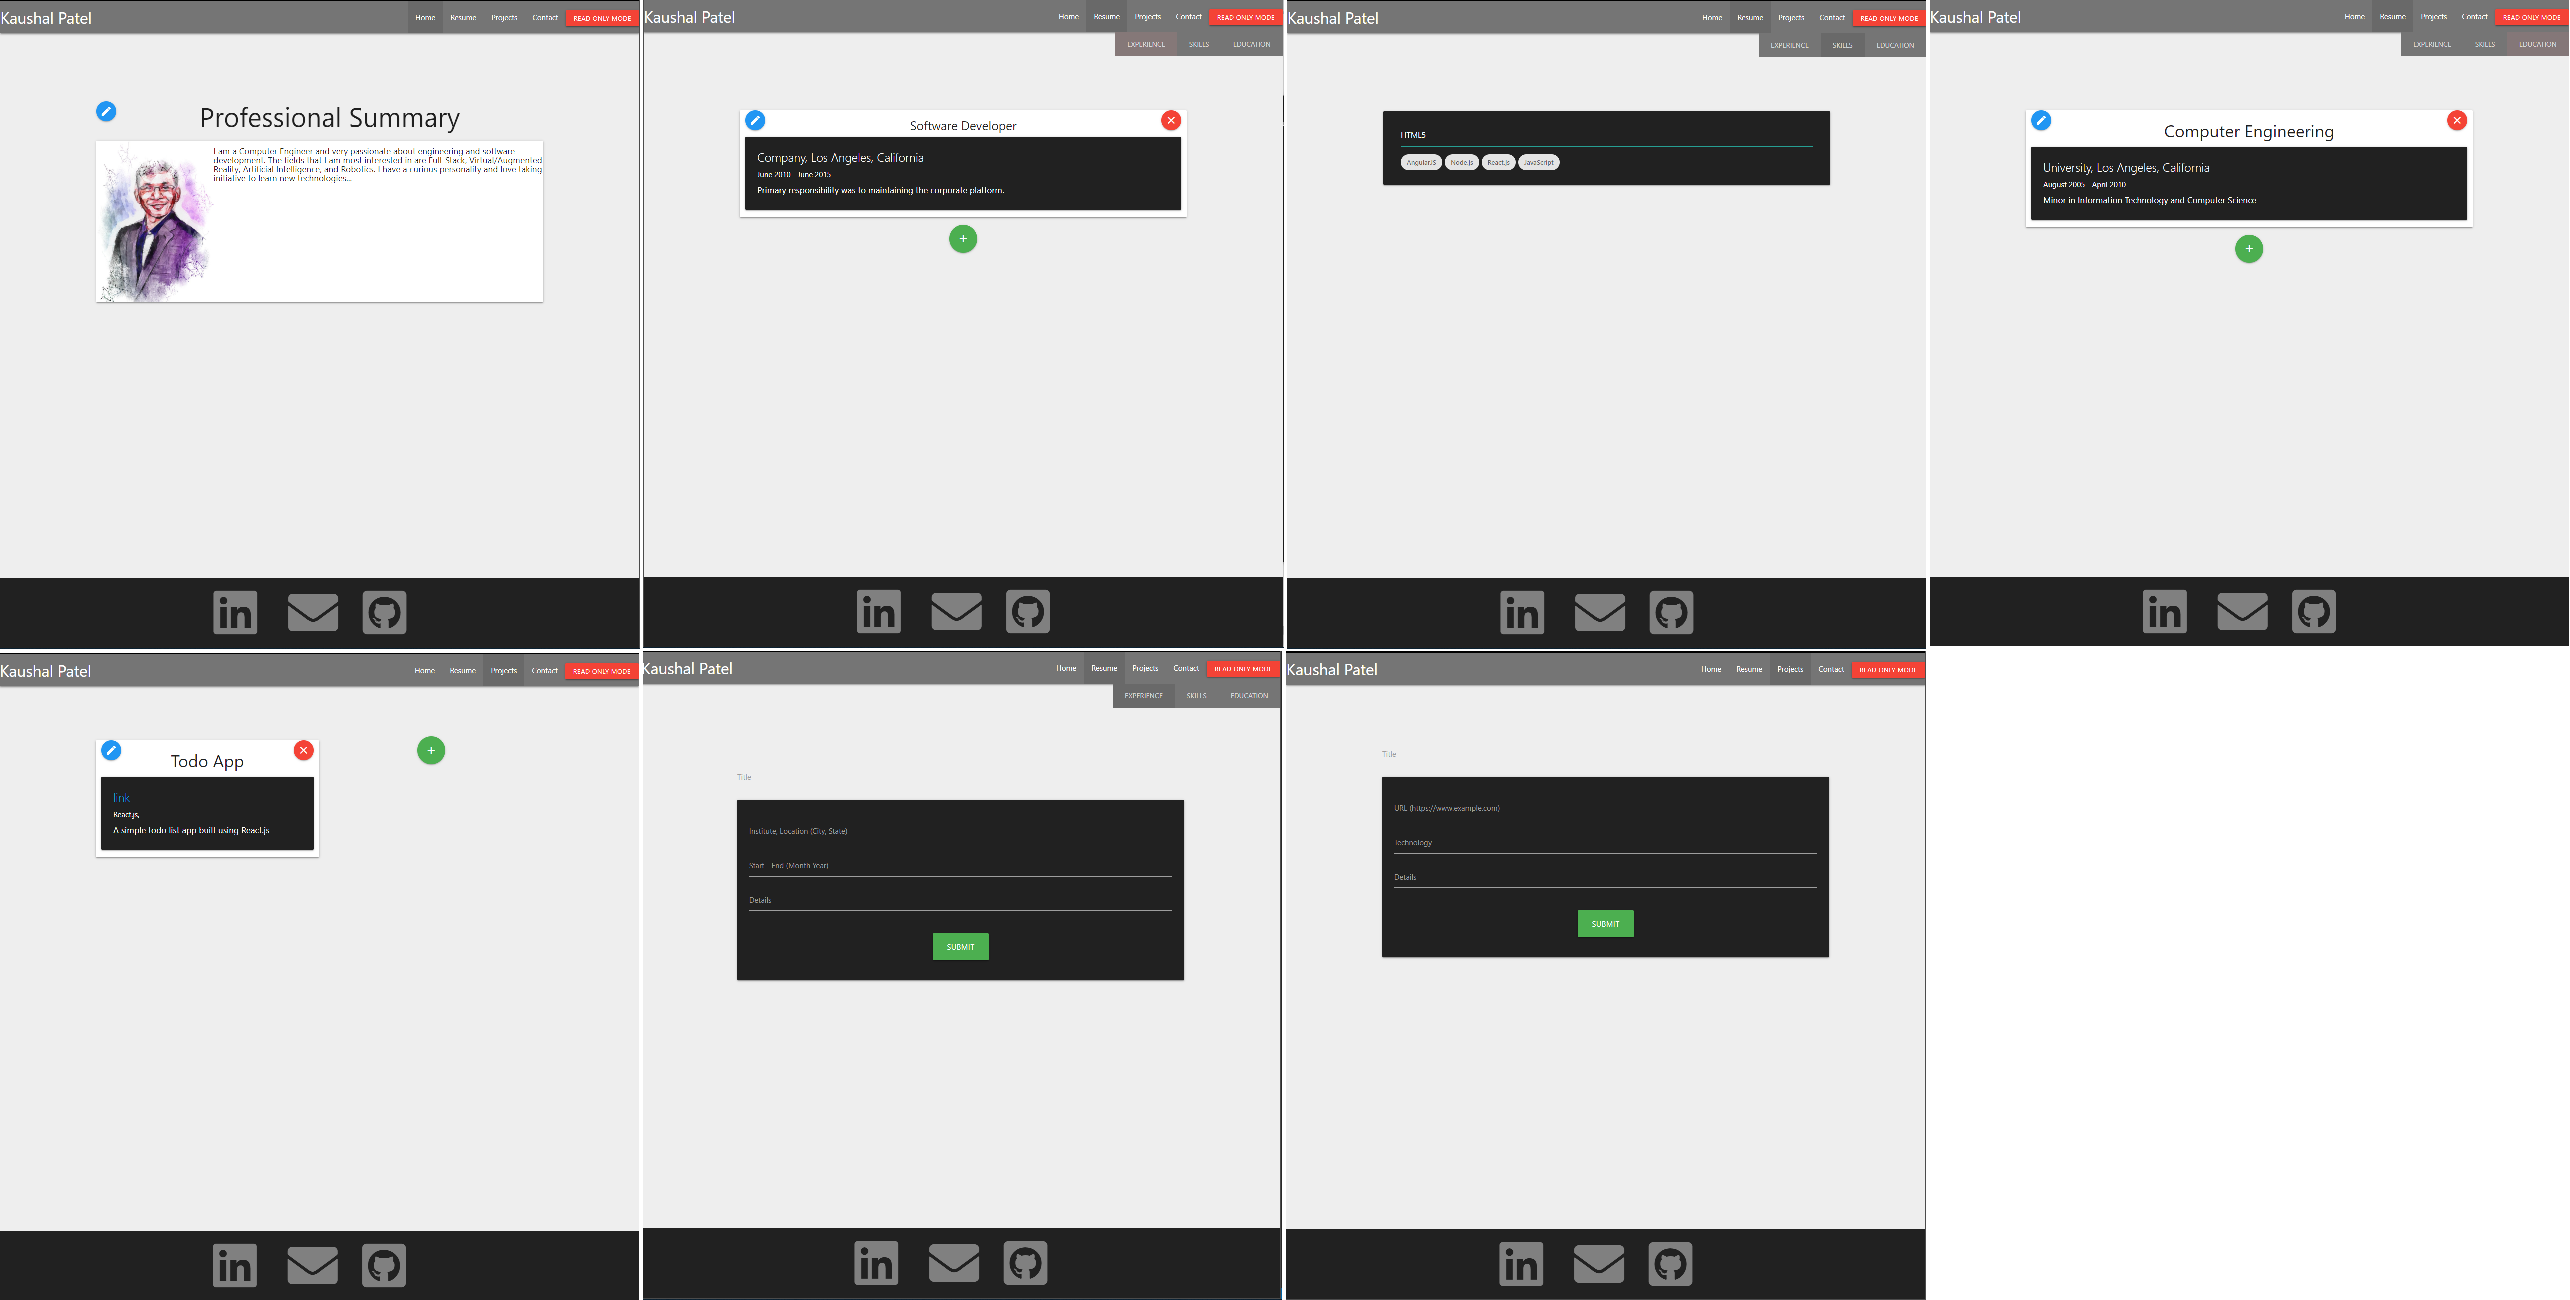 Kaushal Patel
Home Resume Projects Contact READ ONLY MODE
Professional Summary
I am a Computer Engineer and very passionate about engineering and software
development. The fields that I am most interested in are Full-Stack, Virtual/Augmented
Reality, Artificial Intelligence, and Robotics. I have a curious personality and love taking
initiative to learn new technologies...
Kaushal Patel
Home Resume Projects Contact READ ONLY MODE
EXPERIENCE SKILLS EDUCATION
Software Developer
Company, Los Angeles, California
June 2010 - June 2015
Primary responsibility was to maintaining the corporate platform.
Kaushal Patel
Home Resume Projects Contact READ ONLY MODE
EXPERIENCE SKILLS EDUCATION
HTML5
AngularJS Node.js React.js JavaScript
Kaushal Patel
Home Resume Projects Contact READ ONLY MODE
EXPERIENCE SKILLS EDUCATION
Computer Engineering
University, Los Angeles, California
August 2005 - April 2010
Minor in Information Technology and Computer Science
Kaushal Patel
Home Resume Projects Contact READ ONLY MODE
Todo App
link
React.js,
A simple todo list app built using React.js
Kaushal Patel
Home Resume Projects Contact READ ONLY MODE
EXPERIENCE SKILLS EDUCATION
Title
Institute, Location (City, State)
Start - End (Month Year)
Details
SUBMIT
Kaushal Patel
Home Resume Projects Contact READ ONLY MODE
Title
URL (https://www.example.com)
Technology
Details
SUBMIT